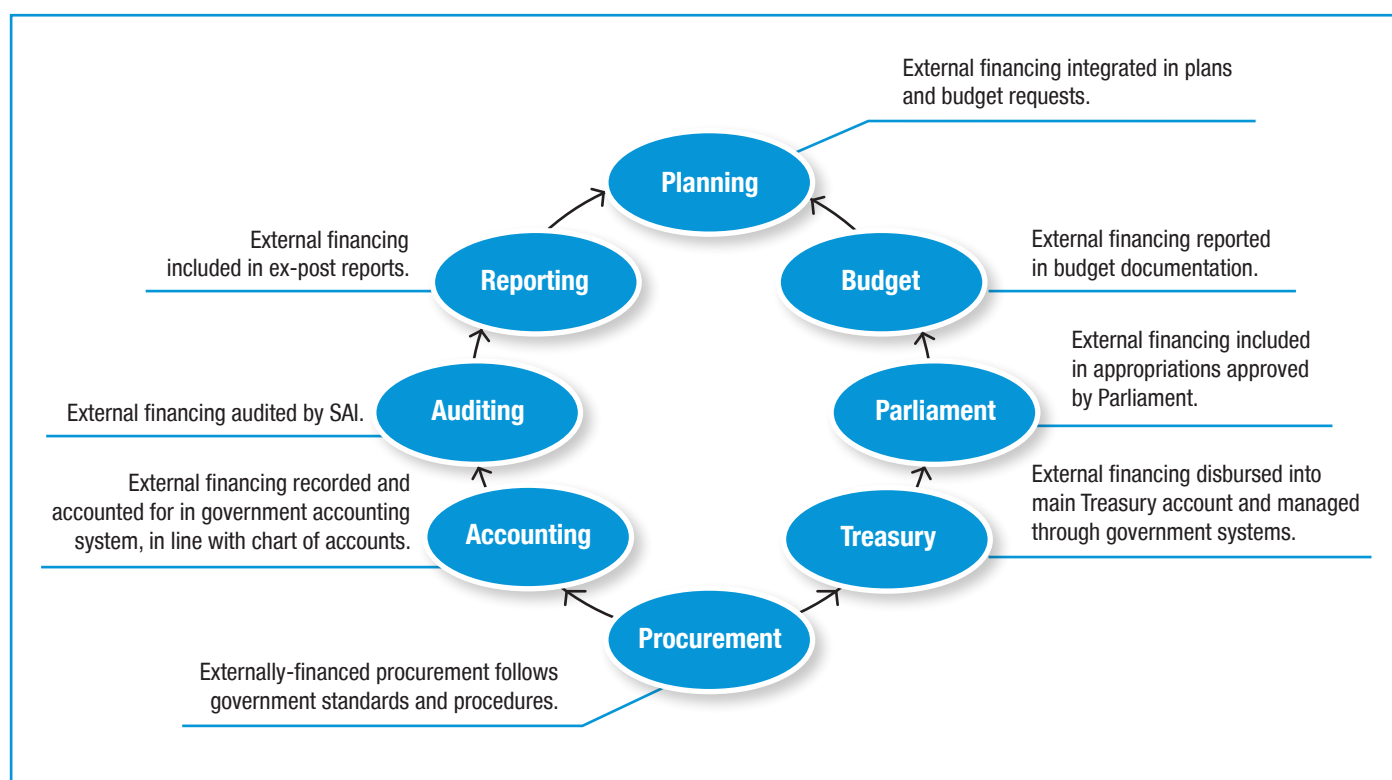 External financing integrated in plans
and budget requests.
Planning
External financing
included in ex-post reports.
Reporting
Budget
External financing reported
in budget documentation.
External financing included
in appropriations approved
by Parliament.
External financing audited by SAI.
Auditing
Parliament
External financing recorded and
accounted for in government accounting
system, in line with chart of accounts.
Accounting
Treasury
External financing disbursed into
main Treasury account and managed
through government systems.
Procurement
Externally-financed procurement follows
government standards and procedures.